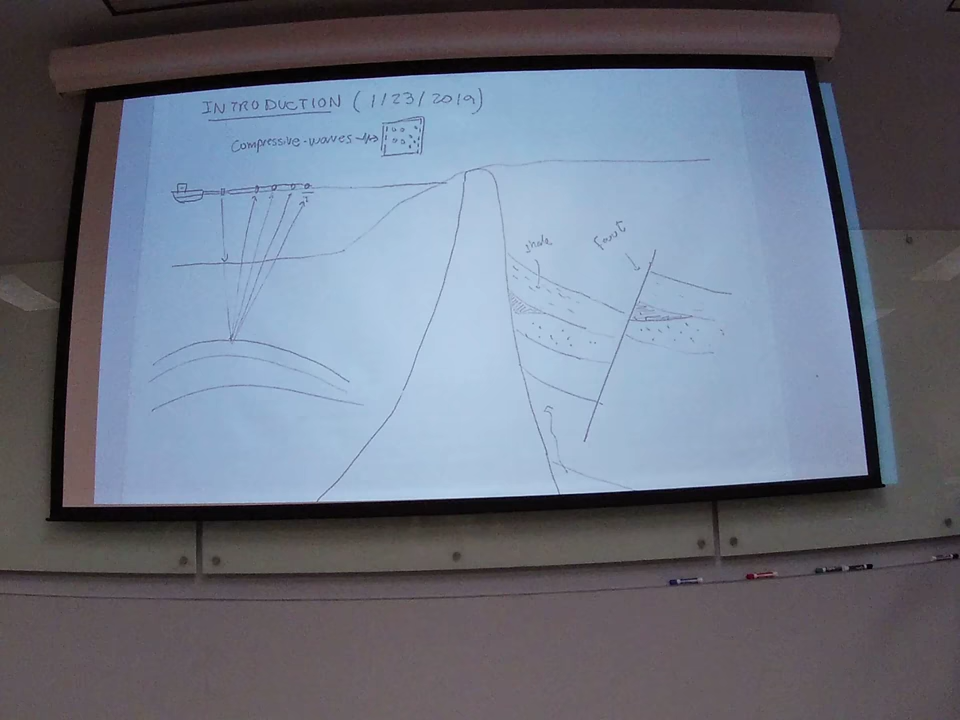 INTRODUCTION (1/23/2019)
Compressive-waves
shale
fault